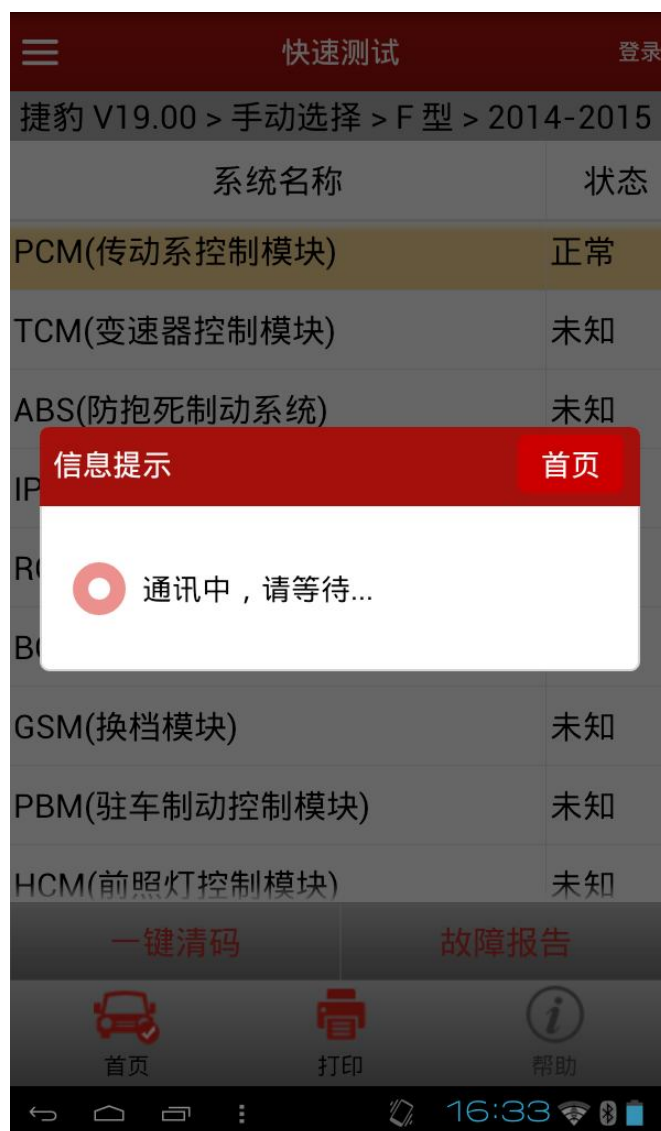 快速测试 登录
捷豹 V19.00 > 手动选择 > F 型 > 2014-2015
系统名称 状态
PCM(传动系控制模块) 正常
TCM(变速器控制模块) 未知
ABS(防抱死制动系统) 未知
信息提示 首页
IP
R
通讯中，请等待...
B
GSM(换档模块) 未知
PBM(驻车制动控制模块) 未知
HCM(前照灯控制模块) 未知
一键清码 故障报告
首页 打印 帮助
16:33